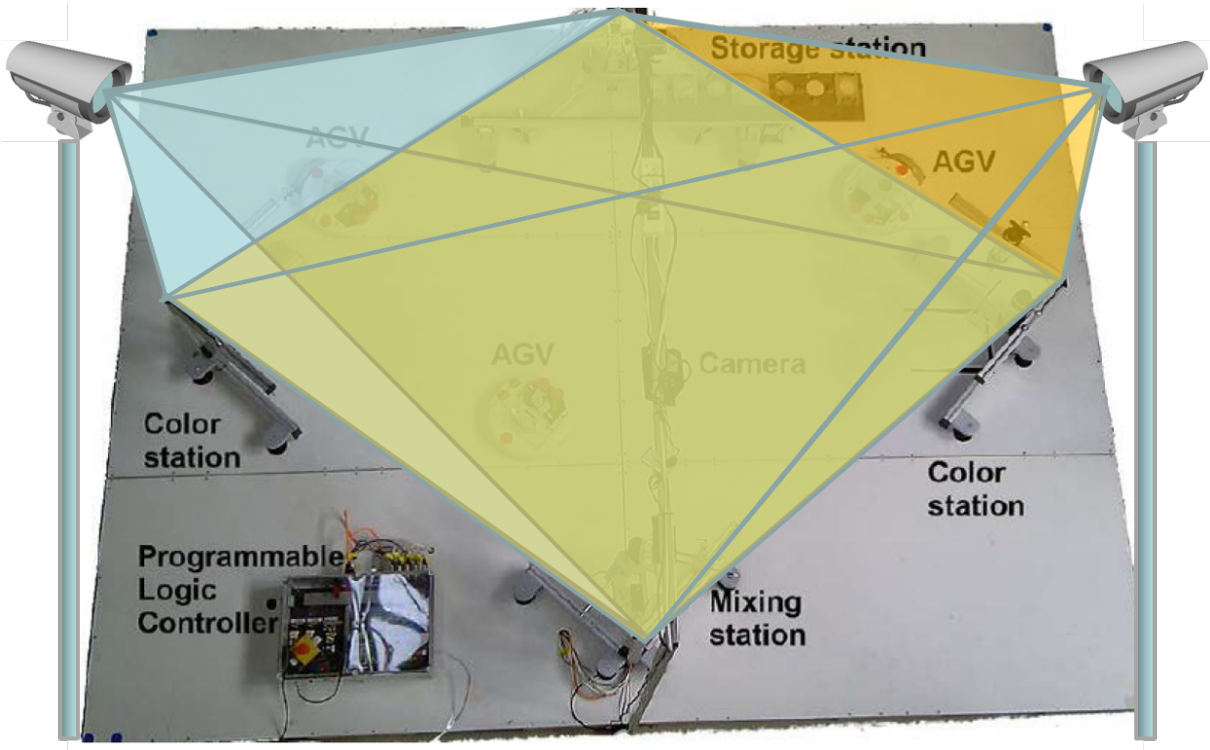 Storage station
AGV
AGV
AGV
Camera
Color
station
Color
station
Programmable
Logic
Controller
Mixing
station